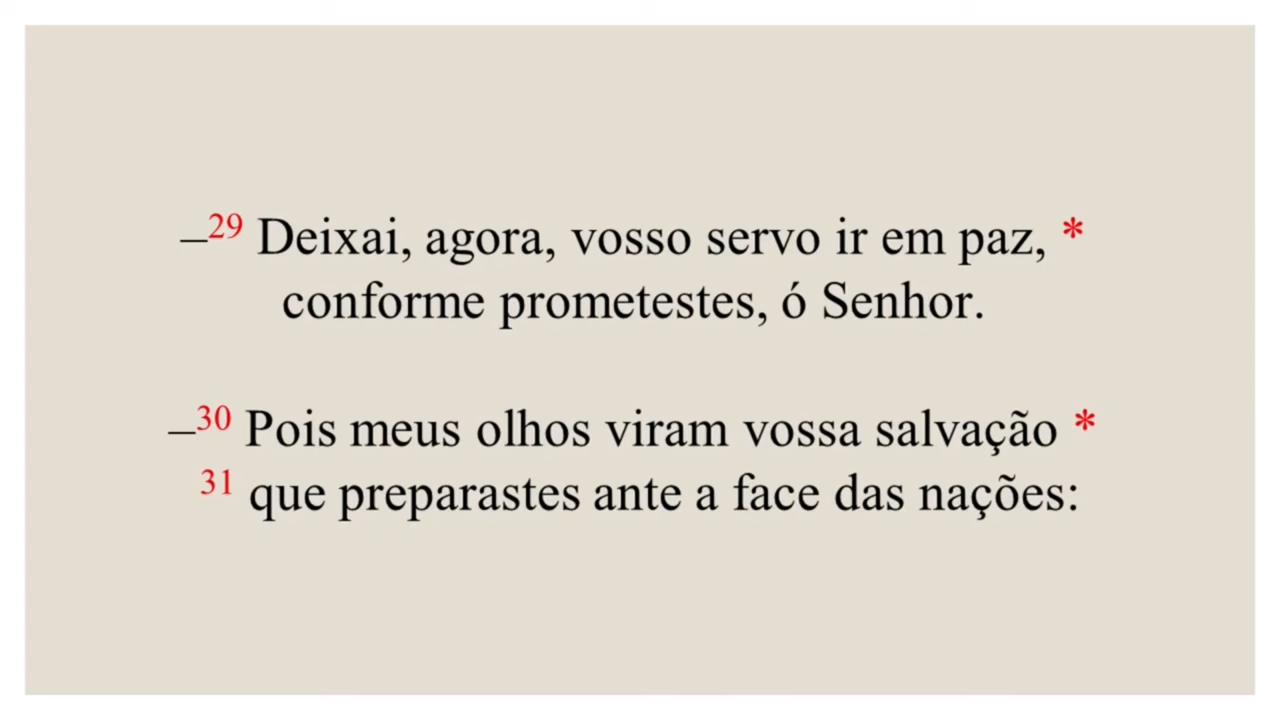 –29 Deixai, agora, vosso servo ir em paz, *
conforme prometestes, ó Senhor.
–30 Pois meus olhos viram vossa salvação *
31 que preparastes ante a face das nações: